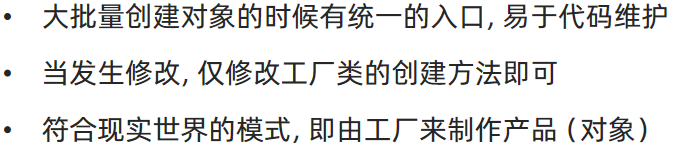 • 大批量创建对象的时候有统一的入口, 易于代码维护
• 当发生修改, 仅修改工厂类的创建方法即可
• 符合现实世界的模式, 即由工厂来制作产品（对象）